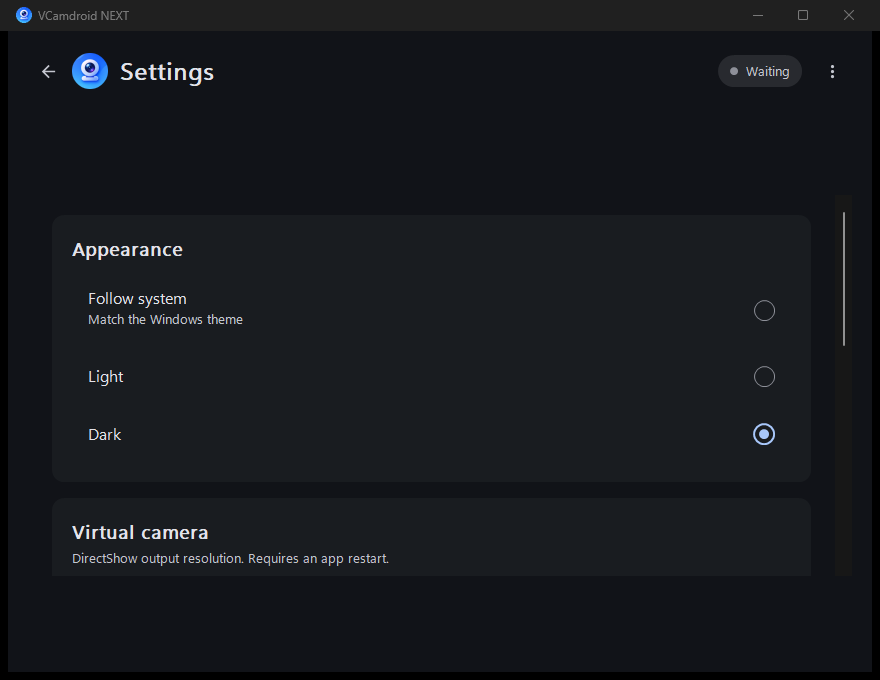 VCamdroid NEXT
Settings
Waiting
Appearance
Follow system
Match the Windows theme
Light
Dark
Virtual camera
DirectShow output resolution. Requires an app restart.